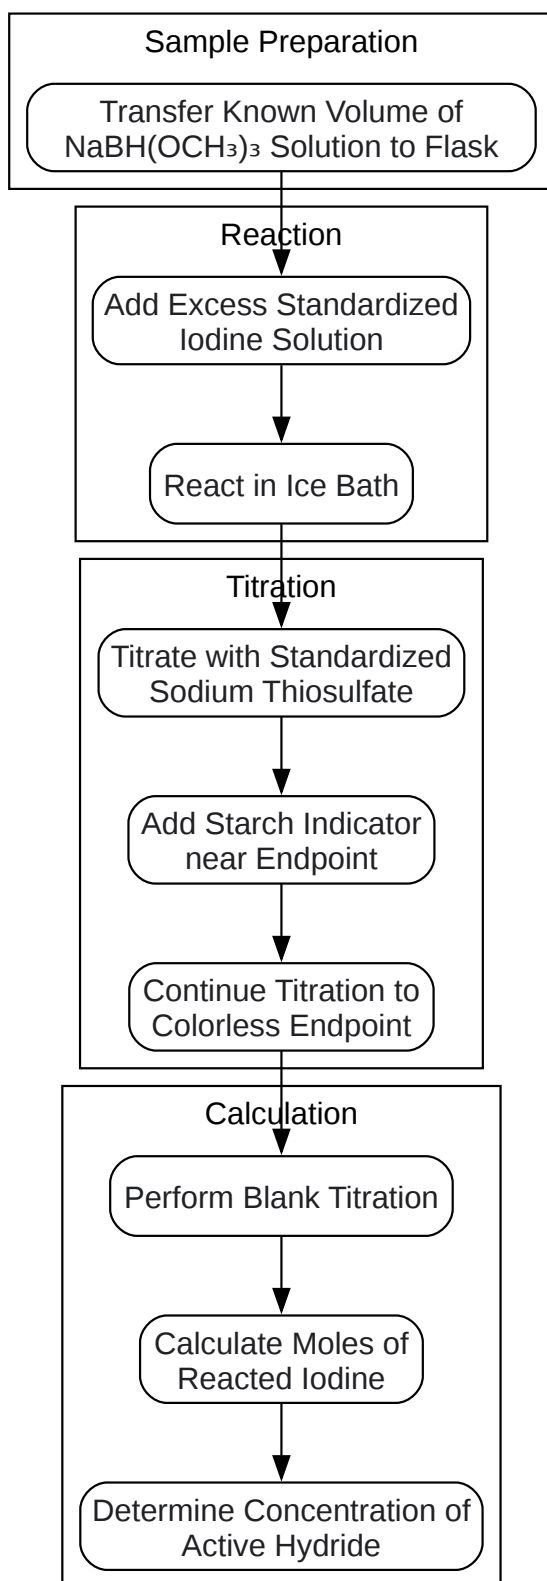 Sample Preparation
Transfer Known Volume of
NaBH(OCH₃)₃ Solution to Flask
Reaction
Add Excess Standardized
Iodine Solution
React in Ice Bath
Titration
Titrate with Standardized
Sodium Thiosulfate
Add Starch Indicator
near Endpoint
Continue Titration to
Colorless Endpoint
Calculation
Perform Blank Titration
Calculate Moles of
Reacted Iodine
Determine Concentration of
Active Hydride